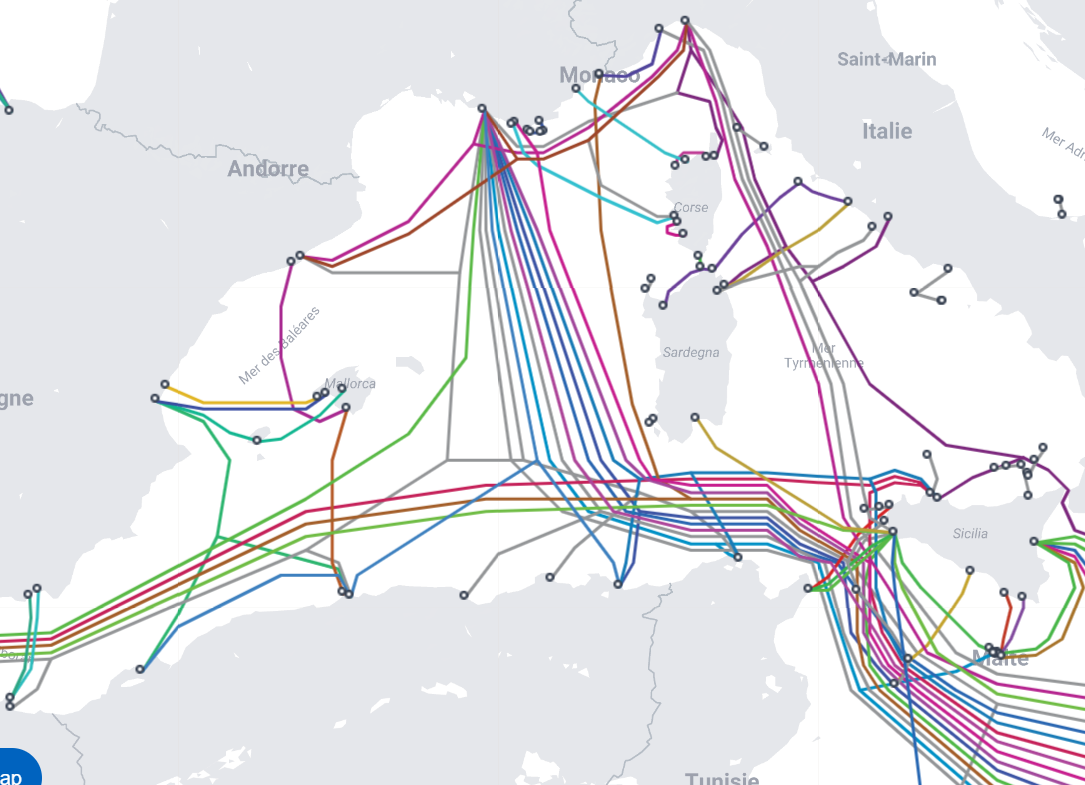 Saint-Marin
Monaco
Italie
Mer Adr
Andorre
Corse
Mer des Baléares
Mer
Tyrrhénienne
Sardegna
Mallorca
gne
Sicilia
Malte
Tunisie
ap